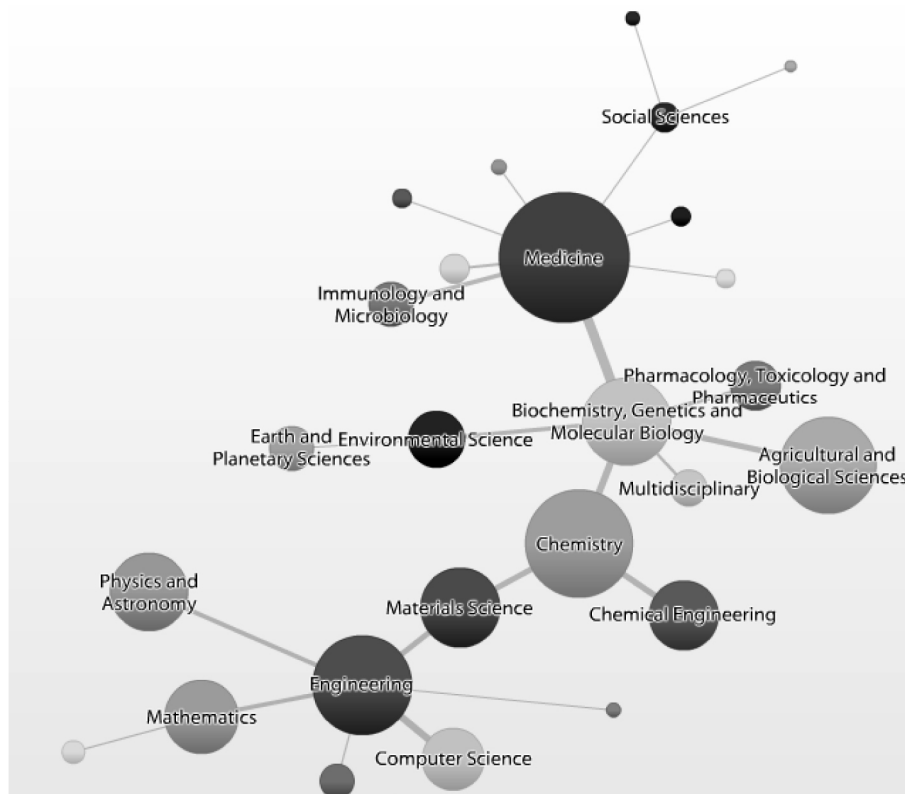 Social Sciences
Medicine
Immunology and
Microbiology
Pharmacology, Toxicology and
Pharmaceutics
Biochemistry, Genetics and
Molecular Biology
Earth and
Planetary Sciences
Environmental Science
Agricultural and
Biological Sciences
Multidisciplinary
Chemistry
Physics and
Astronomy
Materials Science
Chemical Engineering
Engineering
Mathematics
Computer Science